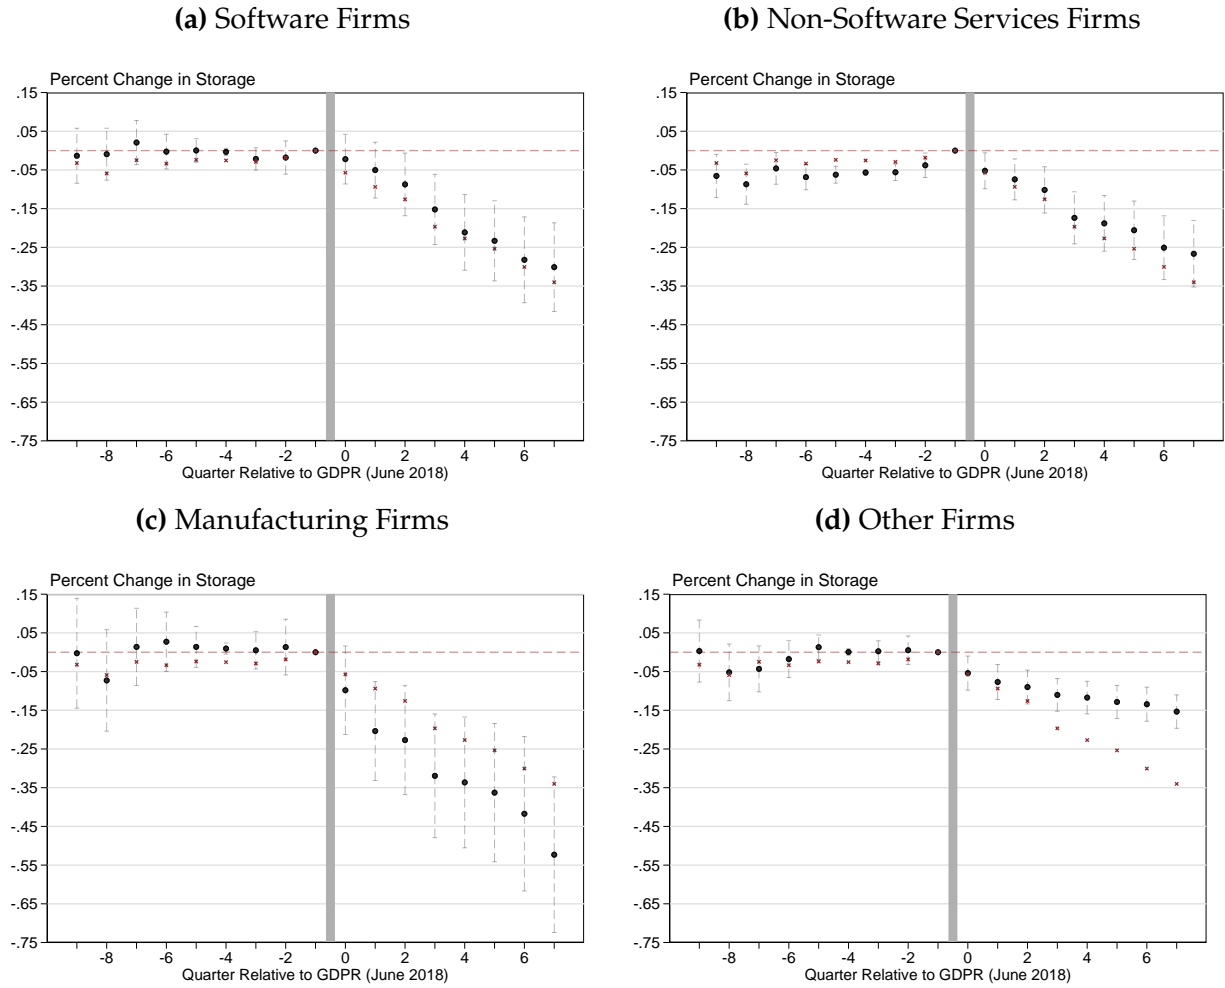 (a) Software Firms
Percent Change in Storage
.15
.05
-.05
-.15
-.25
-.35
-.45
-.55
-.65
-.75
-8 -6 -4 -2 0 2 4 6
Quarter Relative to GDPR (June 2018)
(b) Non-Software Services Firms
Percent Change in Storage
.15
.05
-.05
-.15
-.25
-.35
-.45
-.55
-.65
-.75
-8 -6 -4 -2 0 2 4 6
Quarter Relative to GDPR (June 2018)
(c) Manufacturing Firms
Percent Change in Storage
.15
.05
-.05
-.15
-.25
-.35
-.45
-.55
-.65
-.75
-8 -6 -4 -2 0 2 4 6
Quarter Relative to GDPR (June 2018)
(d) Other Firms
Percent Change in Storage
.15
.05
-.05
-.15
-.25
-.35
-.45
-.55
-.65
-.75
-8 -6 -4 -2 0 2 4 6
Quarter Relative to GDPR (June 2018)